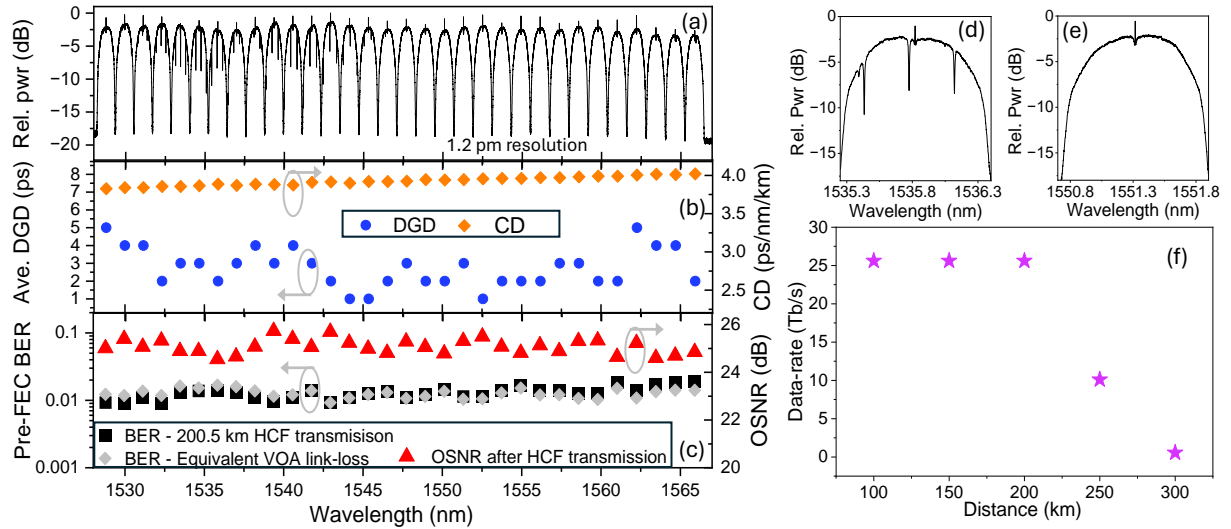 (a)
Rel. pwr (dB)
0
−5
−10
−15
−20
1.2 pm resolution
(b)
Ave. DGD (ps)
8
7
6
5
4
3
2
1
DGD
CD
4.0
3.5
3.0
2.5
CD (ps/nm/km)
(c)
Pre-FEC BER
0.1
0.01
0.001
BER - 200.5 km HCF transmisison
BER - Equivalent VOA link-loss
OSNR after HCF transmission
26
24
22
20
OSNR (dB)
1530 1535 1540 1545 1550 1555 1560 1565
Wavelength (nm)
(d)
Rel. Pwr (dB)
0
−5
−10
−15
1535.3 1535.8 1536.3
Wavelength (nm)
(e)
Rel. Pwr (dB)
0
−5
−10
−15
1550.8 1551.3 1551.8
Wavelength (nm)
(f)
Data-rate (Tb/s)
30
25
20
15
10
5
0
100 150 200 250 300
Distance (km)